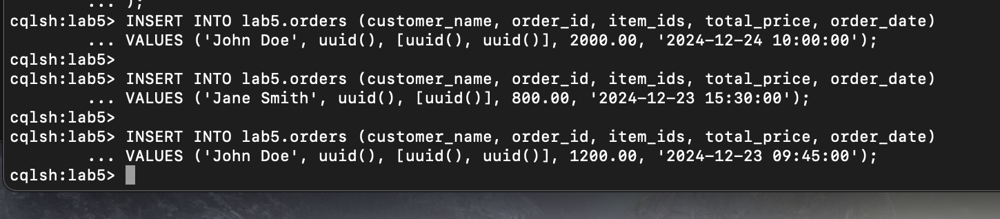 ... );
cqlsh:lab5> INSERT INTO lab5.orders (customer_name, order_id, item_ids, total_price, order_date)
... VALUES ('John Doe', uuid(), [uuid(), uuid()], 2000.00, '2024-12-24 10:00:00');
cqlsh:lab5>
cqlsh:lab5> INSERT INTO lab5.orders (customer_name, order_id, item_ids, total_price, order_date)
... VALUES ('Jane Smith', uuid(), [uuid()], 800.00, '2024-12-23 15:30:00');
cqlsh:lab5>
cqlsh:lab5> INSERT INTO lab5.orders (customer_name, order_id, item_ids, total_price, order_date)
... VALUES ('John Doe', uuid(), [uuid(), uuid()], 1200.00, '2024-12-23 09:45:00');
cqlsh:lab5>